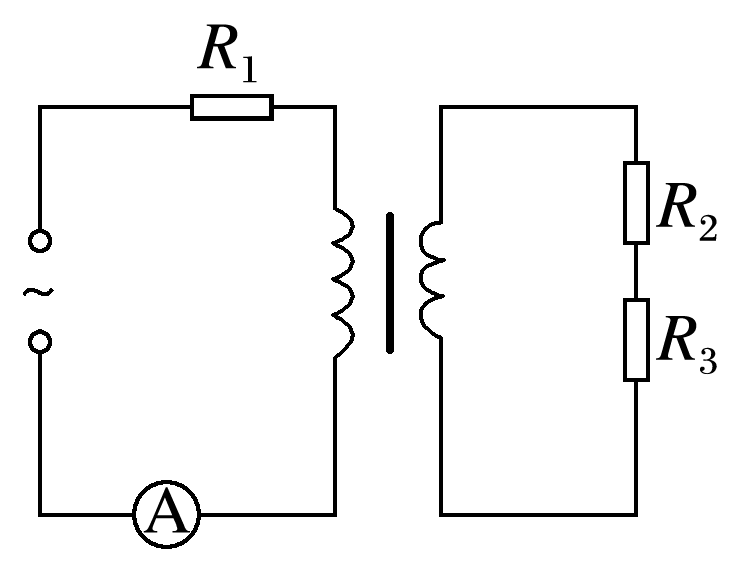 R₁
~
R₂
R₃
A